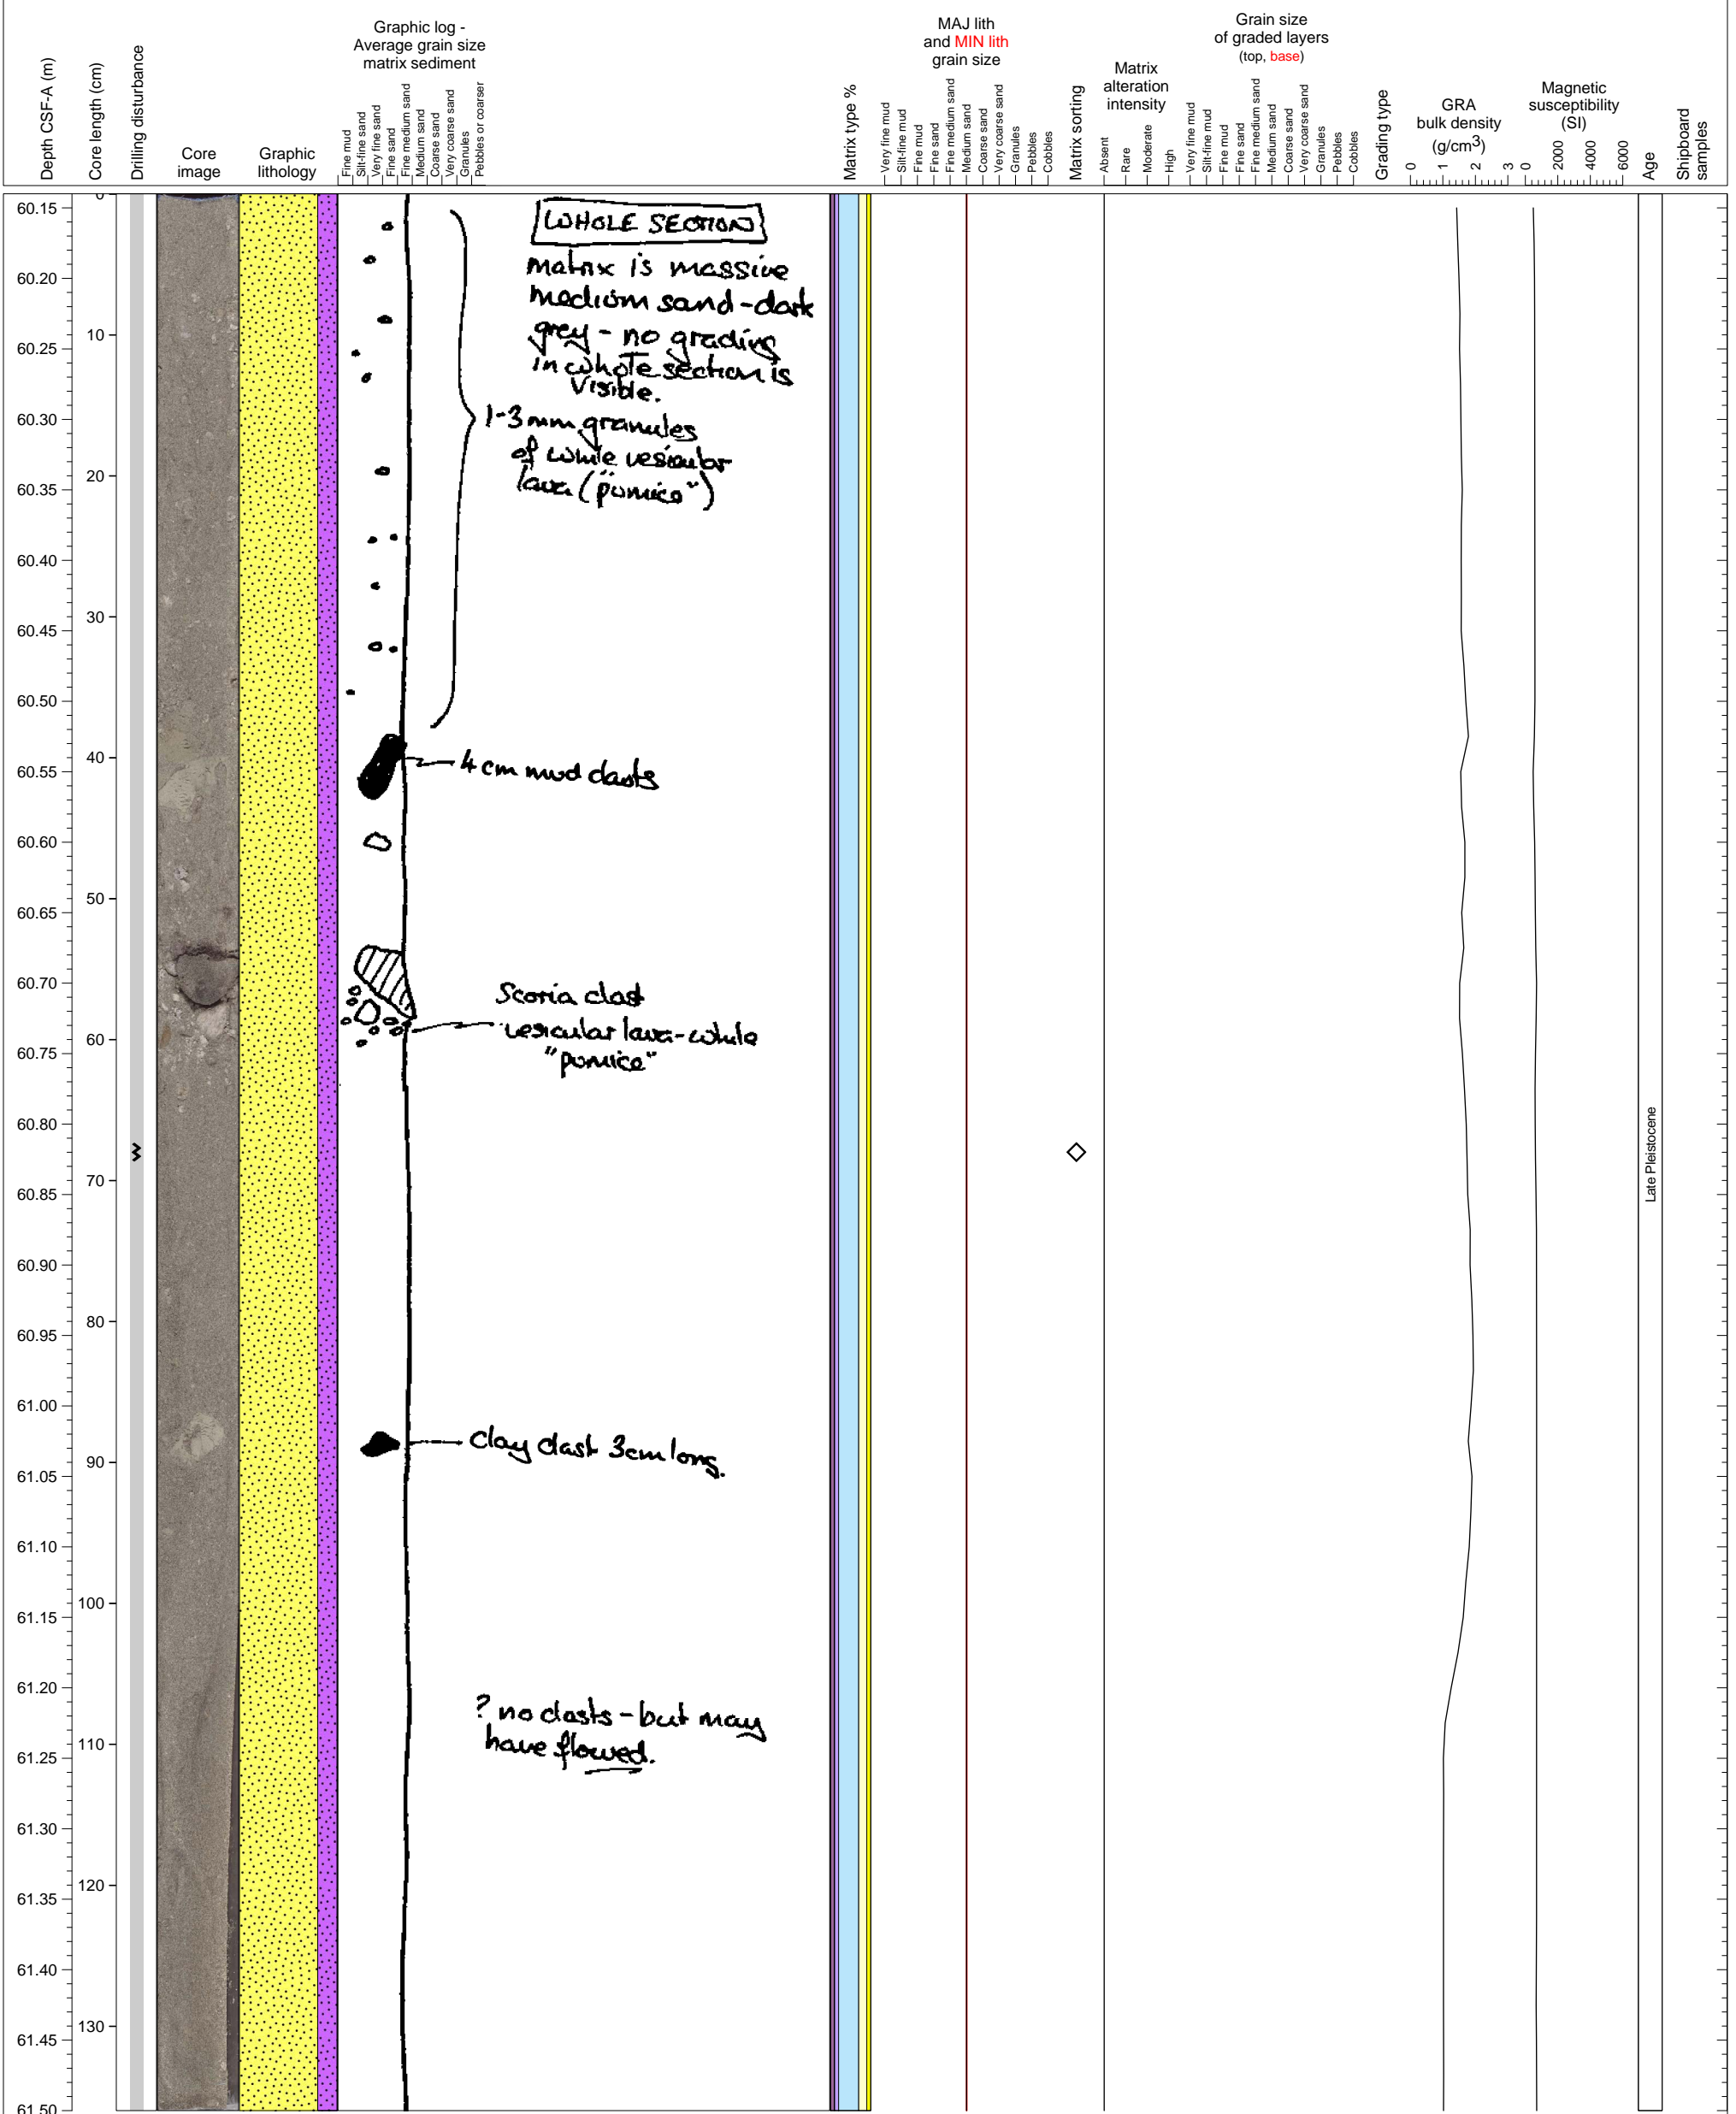 Depth CSF-A (m)
Core length (cm)
Drilling disturbance
Core
image
Graphic
lithology
Graphic log -
Average grain size
matrix sediment
Fine mud
Silt-fine sand
Very fine sand
Fine sand
Fine medium sand
Medium sand
Coarse sand
Very coarse sand
Granules
Pebbles or coarser
Matrix type %
MAJ lith
and MIN lith
grain size
Very fine mud
Silt-fine mud
Fine mud
Fine sand
Fine medium sand
Medium sand
Coarse sand
Very coarse sand
Granules
Pebbles
Cobbles
Matrix sorting
Matrix
alteration
intensity
Absent
Rare
Moderate
High
Grain size
of graded layers
(top, base)
Very fine mud
Silt-fine mud
Fine mud
Fine sand
Fine medium sand
Medium sand
Coarse sand
Very coarse sand
Granules
Pebbles
Cobbles
Grading type
GRA
bulk density
(g/cm3)
0 1 2 3
Magnetic
susceptibility
(SI)
0 2000 4000 6000
Age
Shipboard
samples
60.15
60.20
60.25
60.30
60.35
60.40
60.45
60.50
60.55
60.60
60.65
60.70
60.75
60.80
60.85
60.90
60.95
61.00
61.05
61.10
61.15
61.20
61.25
61.30
61.35
61.40
61.45
61.50
0
10
20
30
40
50
60
70
80
90
100
110
120
130
WHOLE SECTION
matrix is massive
medium sand - dark
grey - no grading
in whole section is
visible.
1-3 mm granules
of white vesicular
lava ("pumice")
4 cm mud clasts
Scoria clast
vesicular lava - white
"pumice"
clay clast 3cm long.
? no clasts - but may
have flowed.
Late Pleistocene